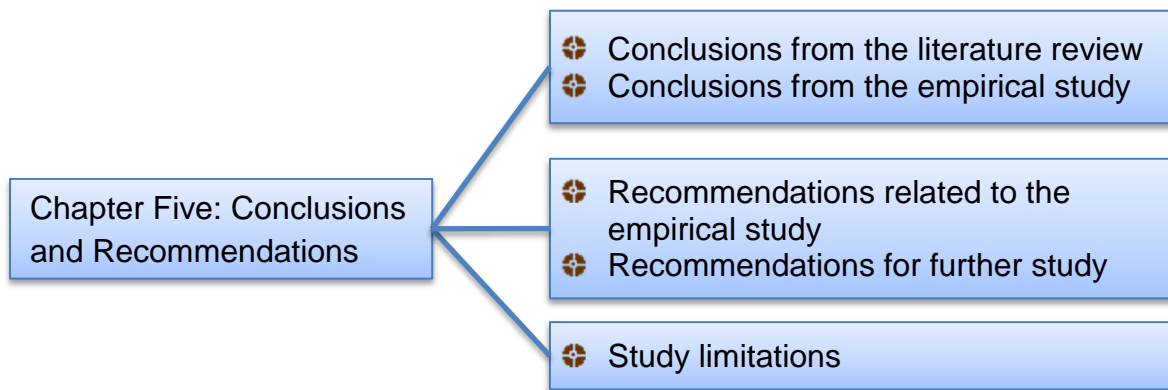 Chapter Five: Conclusions
and Recommendations
Conclusions from the literature review
Conclusions from the empirical study
Recommendations related to the
empirical study
Recommendations for further study
Study limitations